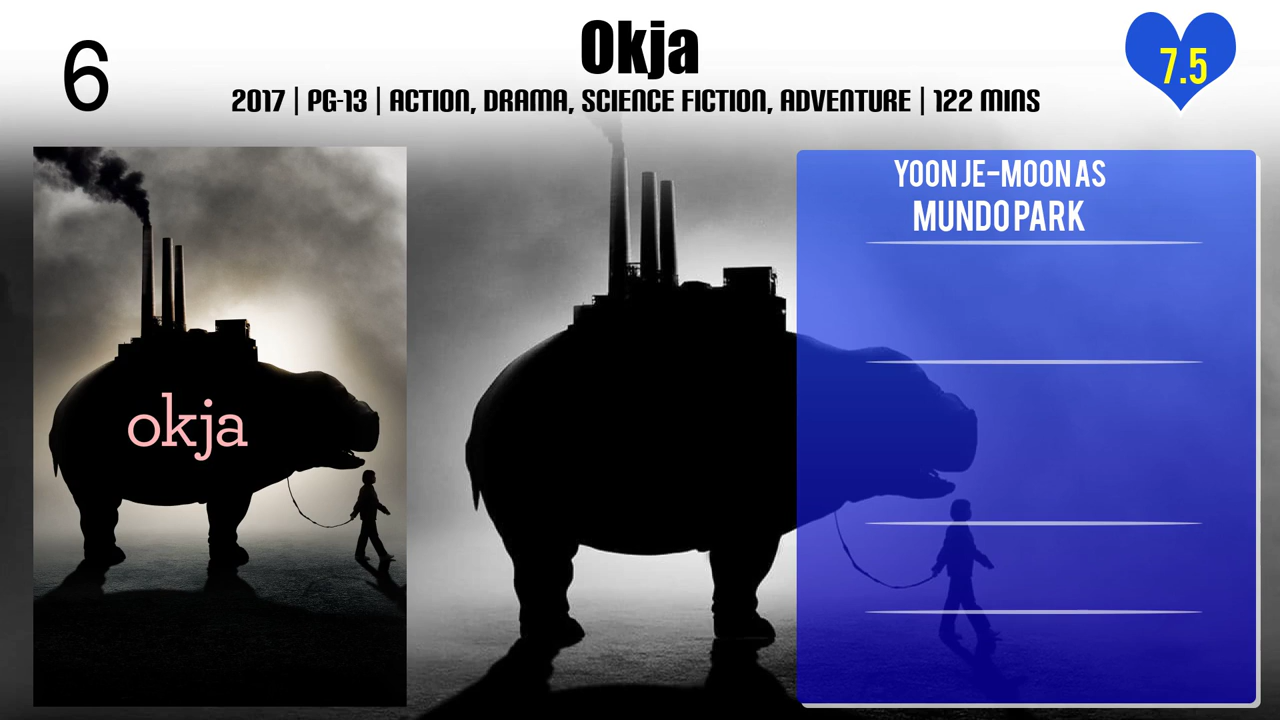 6
Okja
7.5
2017 | PG-13 | ACTION, DRAMA, SCIENCE FICTION, ADVENTURE | 122 MINS
okja
YOON JE-MOON AS
MUNDO PARK